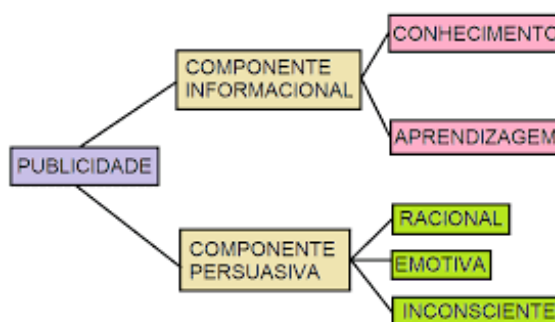 PUBLICIDADE
COMPONENTE
INFORMACIONAL
CONHECIMENTO
APRENDIZAGEM
COMPONENTE
PERSUASIVA
RACIONAL
EMOTIVA
INCONSCIENTE